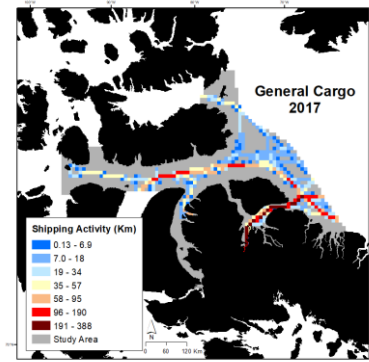 General Cargo
2017
Shipping Activity (Km)
0.13 - 6.9
7.0 - 18
19 - 34
35 - 57
58 - 95
96 - 190
191 - 388
Study Area
N
0 60 120 Km